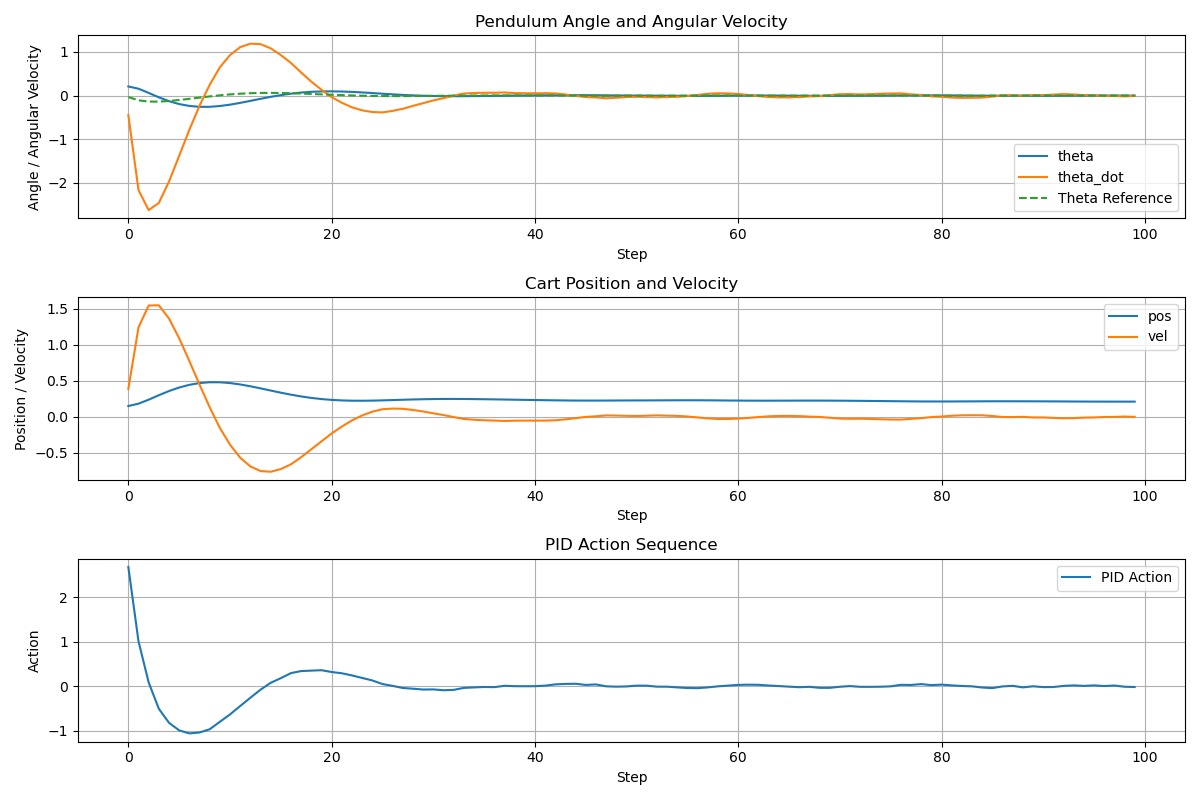 Pendulum Angle and Angular Velocity
Angle / Angular Velocity
1
0
−1
−2
theta
theta_dot
Theta Reference
0 20 40 60 80 100
Step
Cart Position and Velocity
Position / Velocity
1.5
1.0
0.5
0.0
−0.5
pos
vel
0 20 40 60 80 100
Step
PID Action Sequence
Action
2
1
0
−1
PID Action
0 20 40 60 80 100
Step